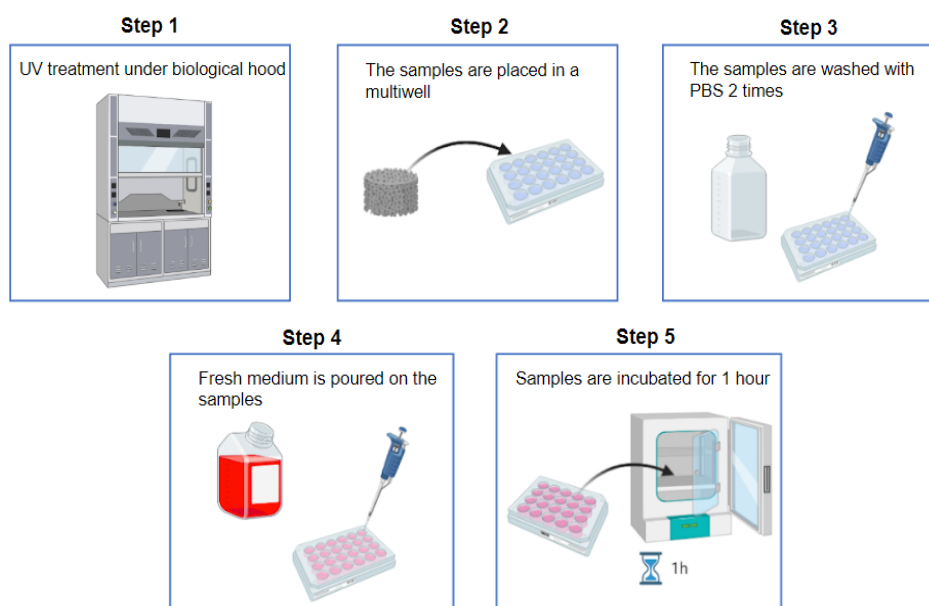 Step 1
UV treatment under biological hood
Step 2
The samples are placed in a
multiwell
Step 3
The samples are washed with
PBS 2 times
Step 4
Fresh medium is poured on the
samples
Step 5
Samples are incubated for 1 hour
1h